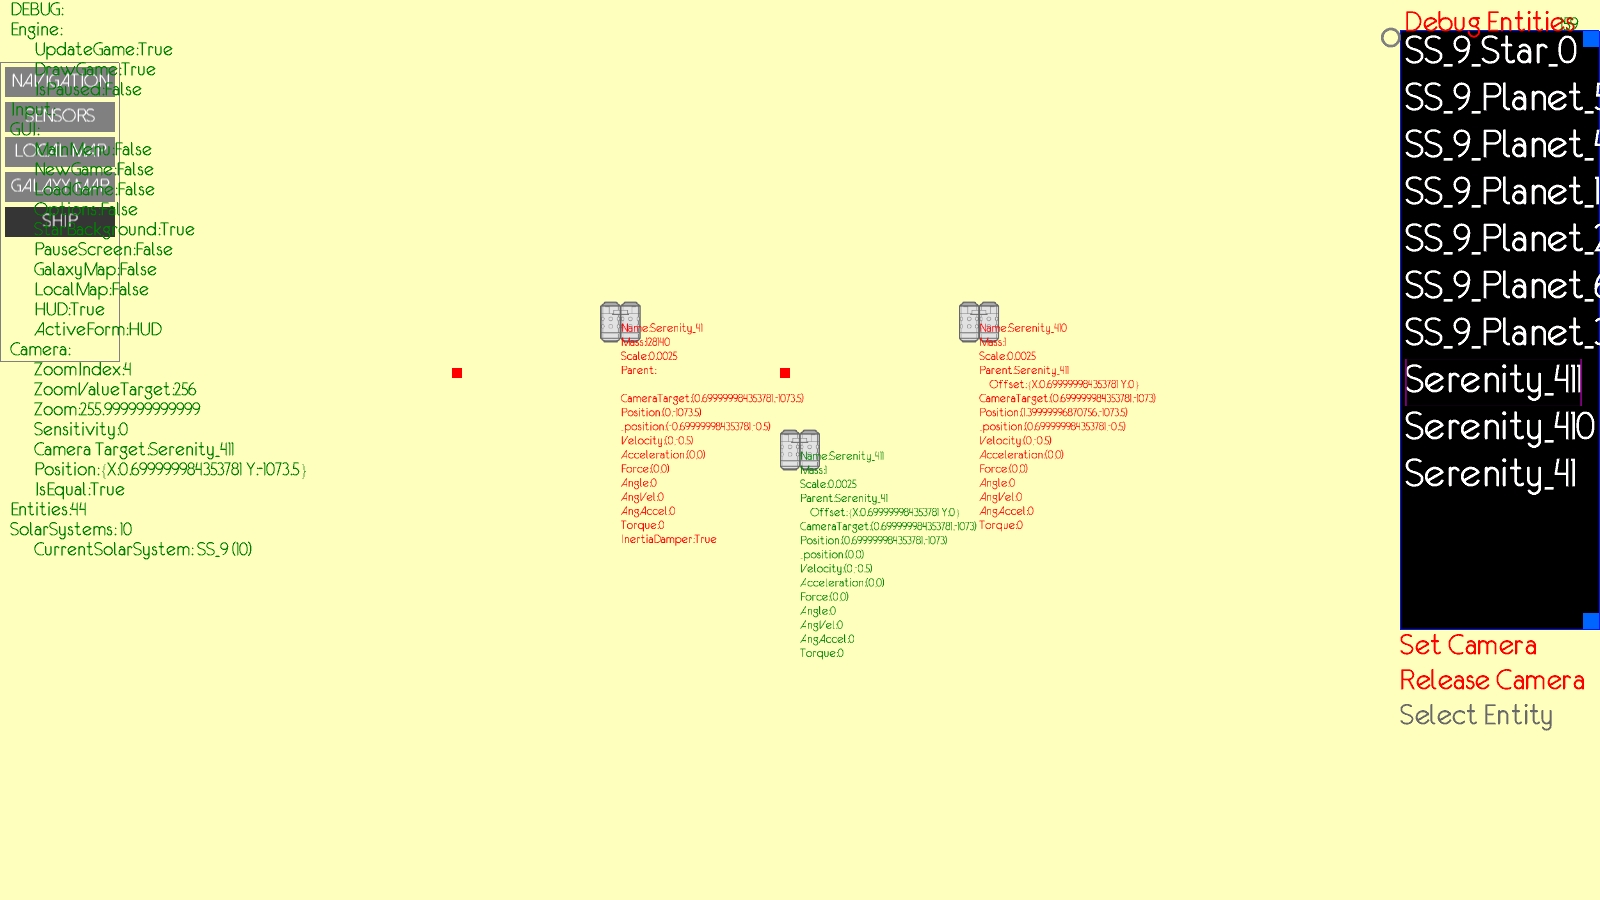 DEBUG:
Engine:
UpdateGame:True
DrawGame:True
IsPaused:False
Input:
GUI:
MainMenu:False
NewGame:False
LoadGame:False
Options:False
StarBackground:True
PauseScreen:False
GalaxyMap:False
LocalMap:False
HUD:True
ActiveForm:HUD
Camera:
ZoomIndex:4
ZoomValueTarget:256
Zoom:255.999999999999
Sensitivity:0
Camera Target:Serenity_411
Position:{X:0.699999984353781 Y:-1073.5}
IsEqual:True
Entities:44
SolarSystems: 10
CurrentSolarSystem: SS_9 (10)
NAVIGATION
SENSORS
LOCAL MAP
GALAXY MAP
SHIP
Name:Serenity_41
Mass:128140
Scale:0.0025
Parent:
CameraTarget:(0.699999984353781,-1073.5)
Position:(0,-1073.5)
_position:(-0.699999984353781,-0.5)
Velocity:(0,-0.5)
Acceleration:(0,0)
Force:(0,0)
Angle:0
AngVel:0
AngAccel:0
Torque:0
InertiaDamper:True
Name:Serenity_411
Mass:1
Scale:0.0025
Parent:Serenity_41
Offset:{X:0.699999984353781 Y:0}
CameraTarget:(0.699999984353781,-1073)
Position:(0.699999984353781,-1073)
_position:(0,0)
Velocity:(0,-0.5)
Acceleration:(0,0)
Force:(0,0)
Angle:0
AngVel:0
AngAccel:0
Torque:0
Name:Serenity_410
Mass:1
Scale:0.0025
Parent:Serenity_411
Offset:{X:0.699999984353781 Y:0}
CameraTarget:(0.699999984353781,-1073)
Position:(1.39999996870756,-1073.5)
_position:(0.699999984353781,-0.5)
Velocity:(0,-0.5)
Acceleration:(0,0)
Force:(0,0)
Angle:0
AngVel:0
AngAccel:0
Torque:0
Debug Entities
SS_9_Star_0
SS_9_Planet_5
SS_9_Planet_4
SS_9_Planet_1
SS_9_Planet_2
SS_9_Planet_6
SS_9_Planet_3
Serenity_411
Serenity_410
Serenity_41
Set Camera
Release Camera
Select Entity